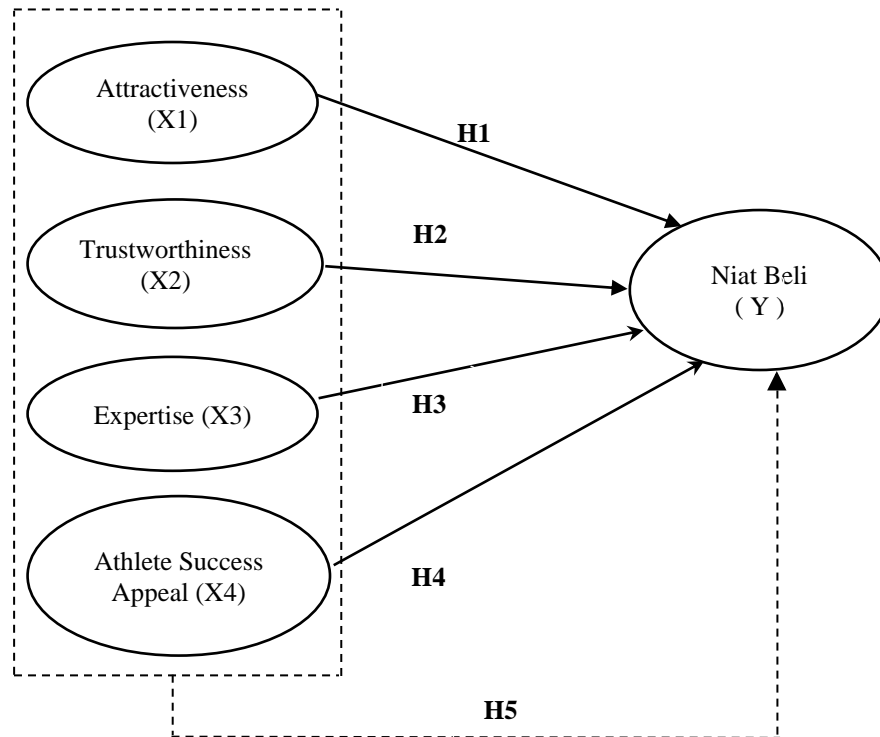 Attractiveness
(X1)
H1
Trustworthiness
(X2)
H2
Niat Beli
( Y )
Expertise (X3)
H3
Athlete Success
Appeal (X4)
H4
H5